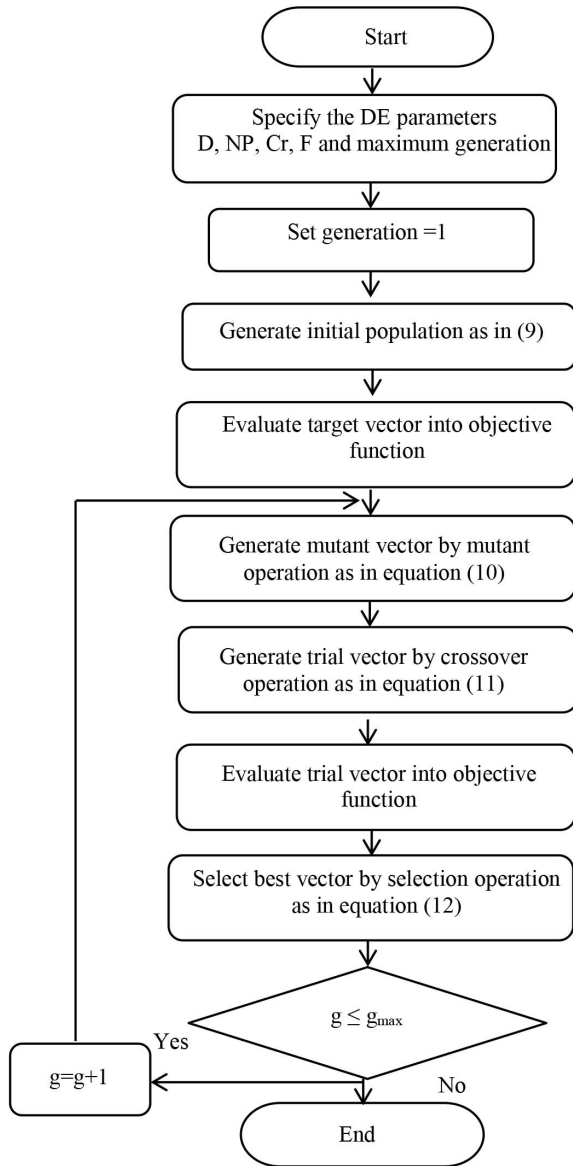 Start
Specify the DE parameters
D, NP, Cr, F and maximum generation
Set generation =1
Generate initial population as in (9)
Evaluate target vector into objective
function
Generate mutant vector by mutant
operation as in equation (10)
Generate trial vector by crossover
operation as in equation (11)
Evaluate trial vector into objective
function
Select best vector by selection operation
as in equation (12)
g ≤ gmax
Yes
g=g+1
No
End